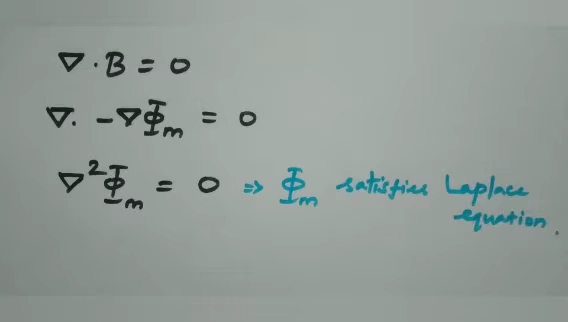 ∇ · B = 0
∇. -∇Φm = 0
∇²Φm = 0 => Φm satisfies Laplace
equation.